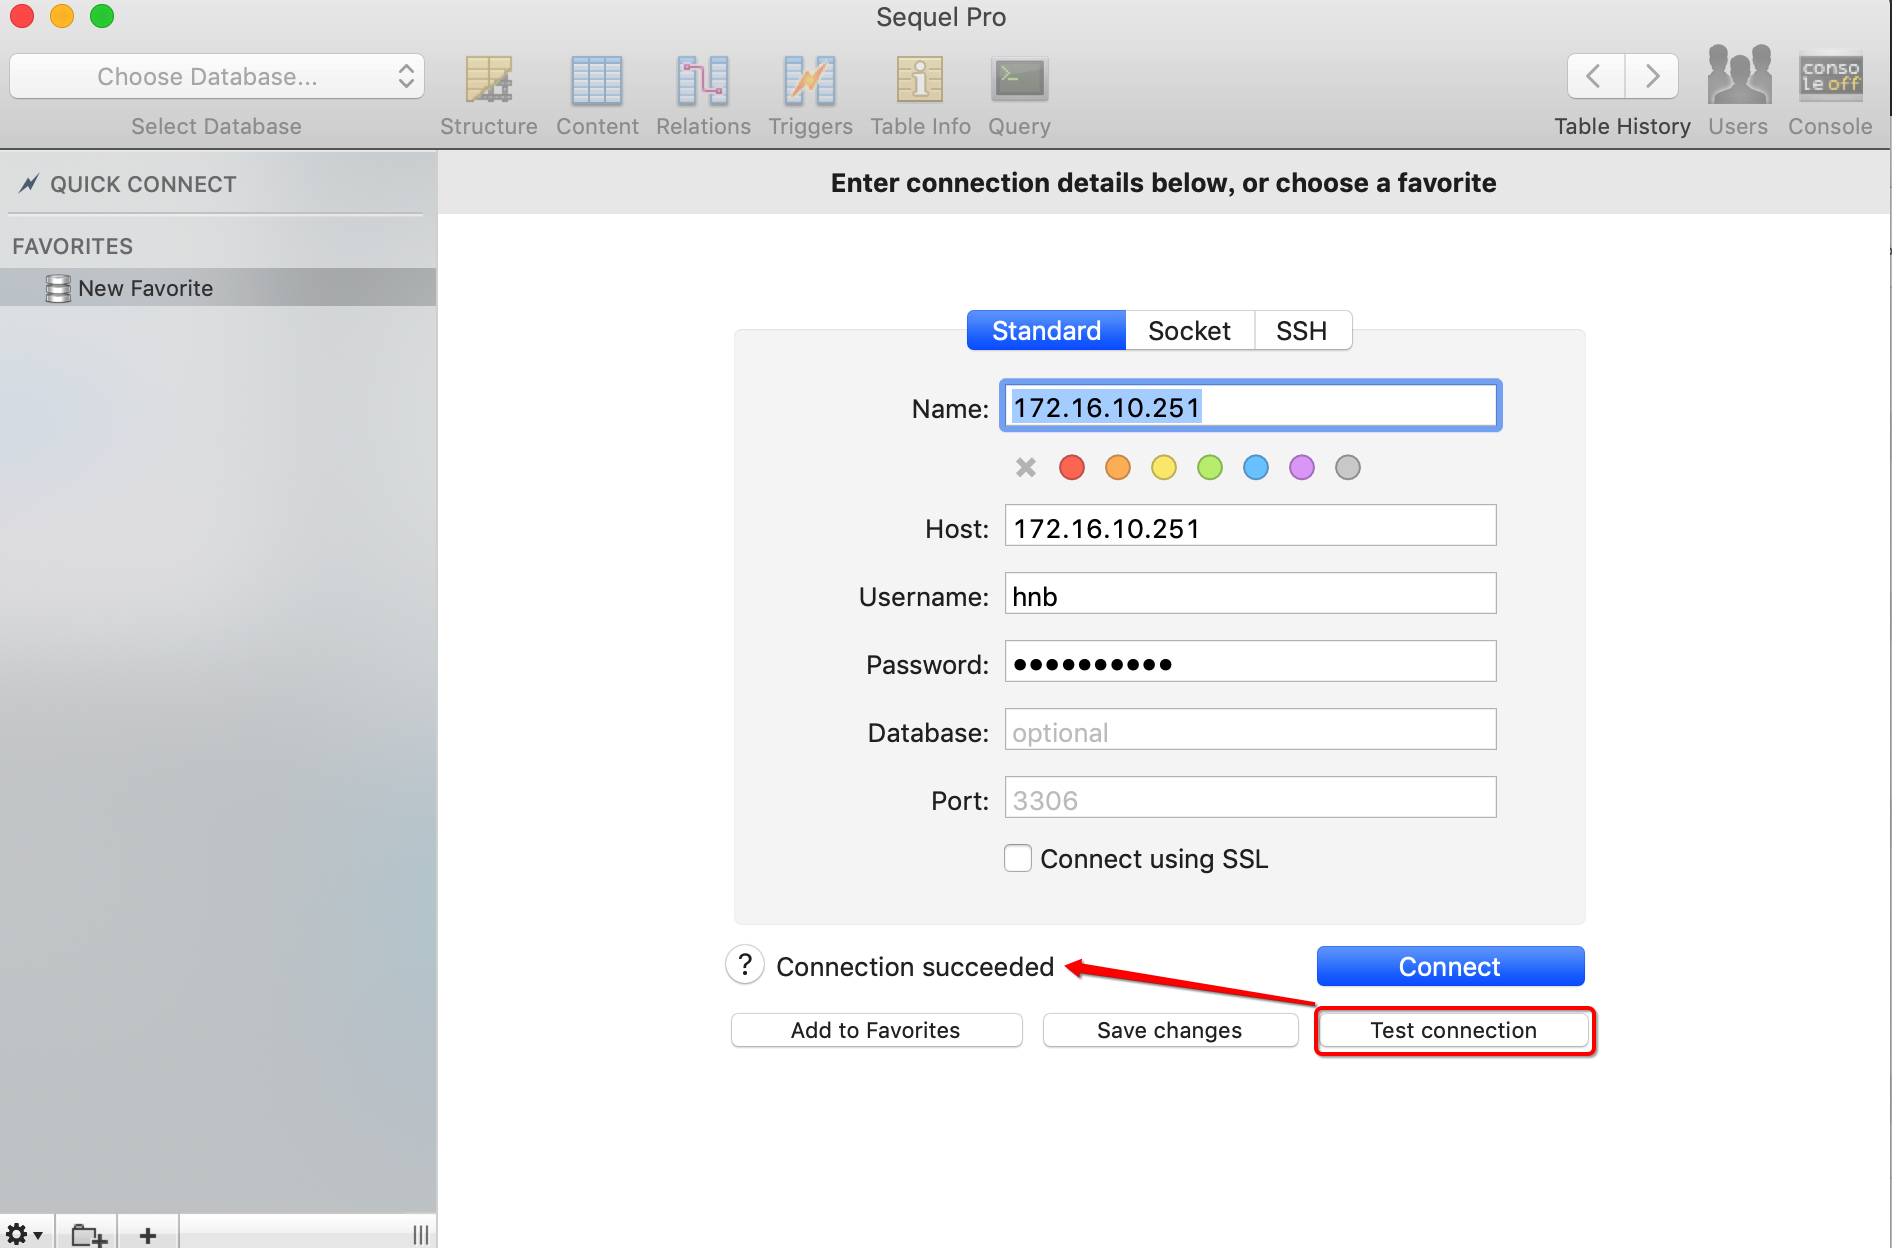 Sequel Pro
Choose Database...
Select Database
Structure
Content
Relations
Triggers
Table Info
Query
Table History
Users
conso
le off
Console
QUICK CONNECT
Enter connection details below, or choose a favorite
FAVORITES
New Favorite
Standard
Socket
SSH
Name: 172.16.10.251
Host: 172.16.10.251
Username: hnb
Password: ••••••••••
Database: optional
Port: 3306
Connect using SSL
? Connection succeeded
Connect
Add to Favorites
Save changes
Test connection